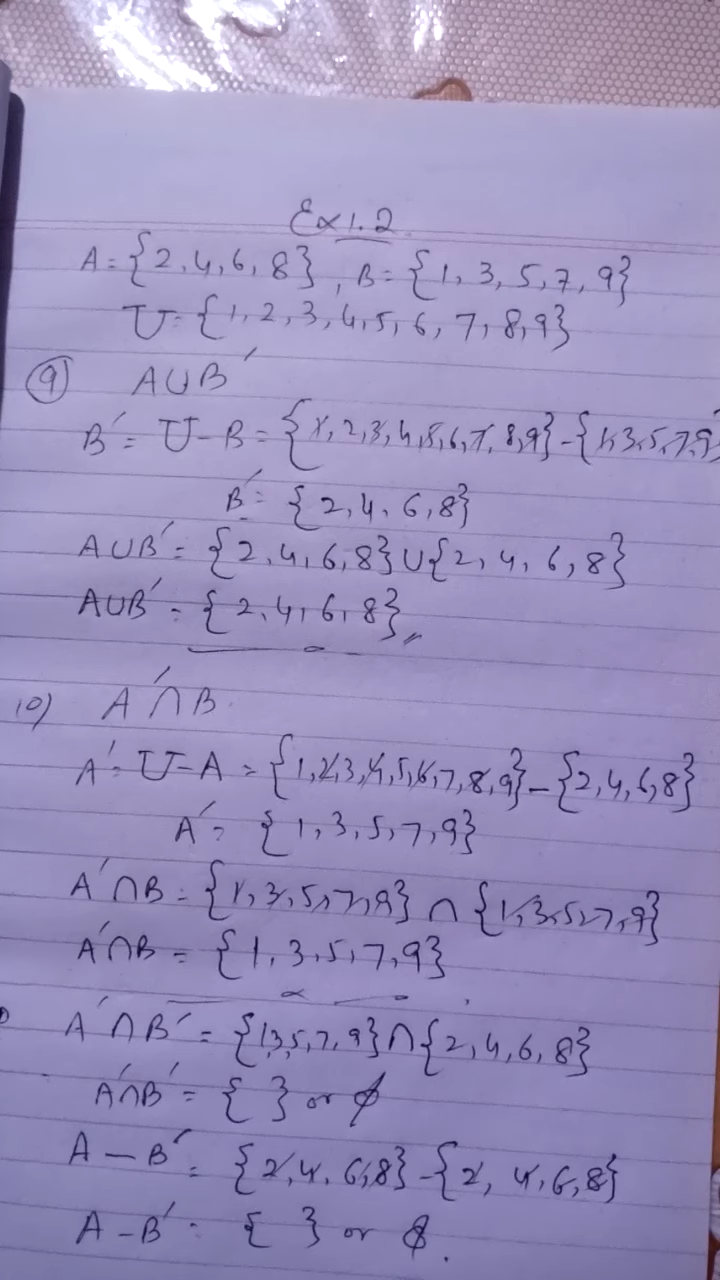 Ex 1.2
A = {2, 4, 6, 8}, B = {1, 3, 5, 7, 9}
U = {1, 2, 3, 4, 5, 6, 7, 8, 9}
9 A∪B′
B′ = U - B = {1, 2, 3, 4, 5, 6, 7, 8, 9} - {1, 3, 5, 7, 9}
B′ = {2, 4, 6, 8}
A∪B′ = {2, 4, 6, 8} ∪ {2, 4, 6, 8}
A∪B′ = {2, 4, 6, 8}
10) A′∩B
A′ = U - A = {1, 2, 3, 4, 5, 6, 7, 8, 9} - {2, 4, 6, 8}
A′ = {1, 3, 5, 7, 9}
A′∩B = {1, 3, 5, 7, 9} ∩ {1, 3, 5, 7, 9}
A′∩B = {1, 3, 5, 7, 9}
A′∩B′ = {1,3,5,7,9} ∩ {2, 4, 6, 8}
A′∩B′ = { } or ϕ
A - B′ = {2, 4, 6, 8} - {2, 4, 6, 8}
A - B′ = { } or ϕ.